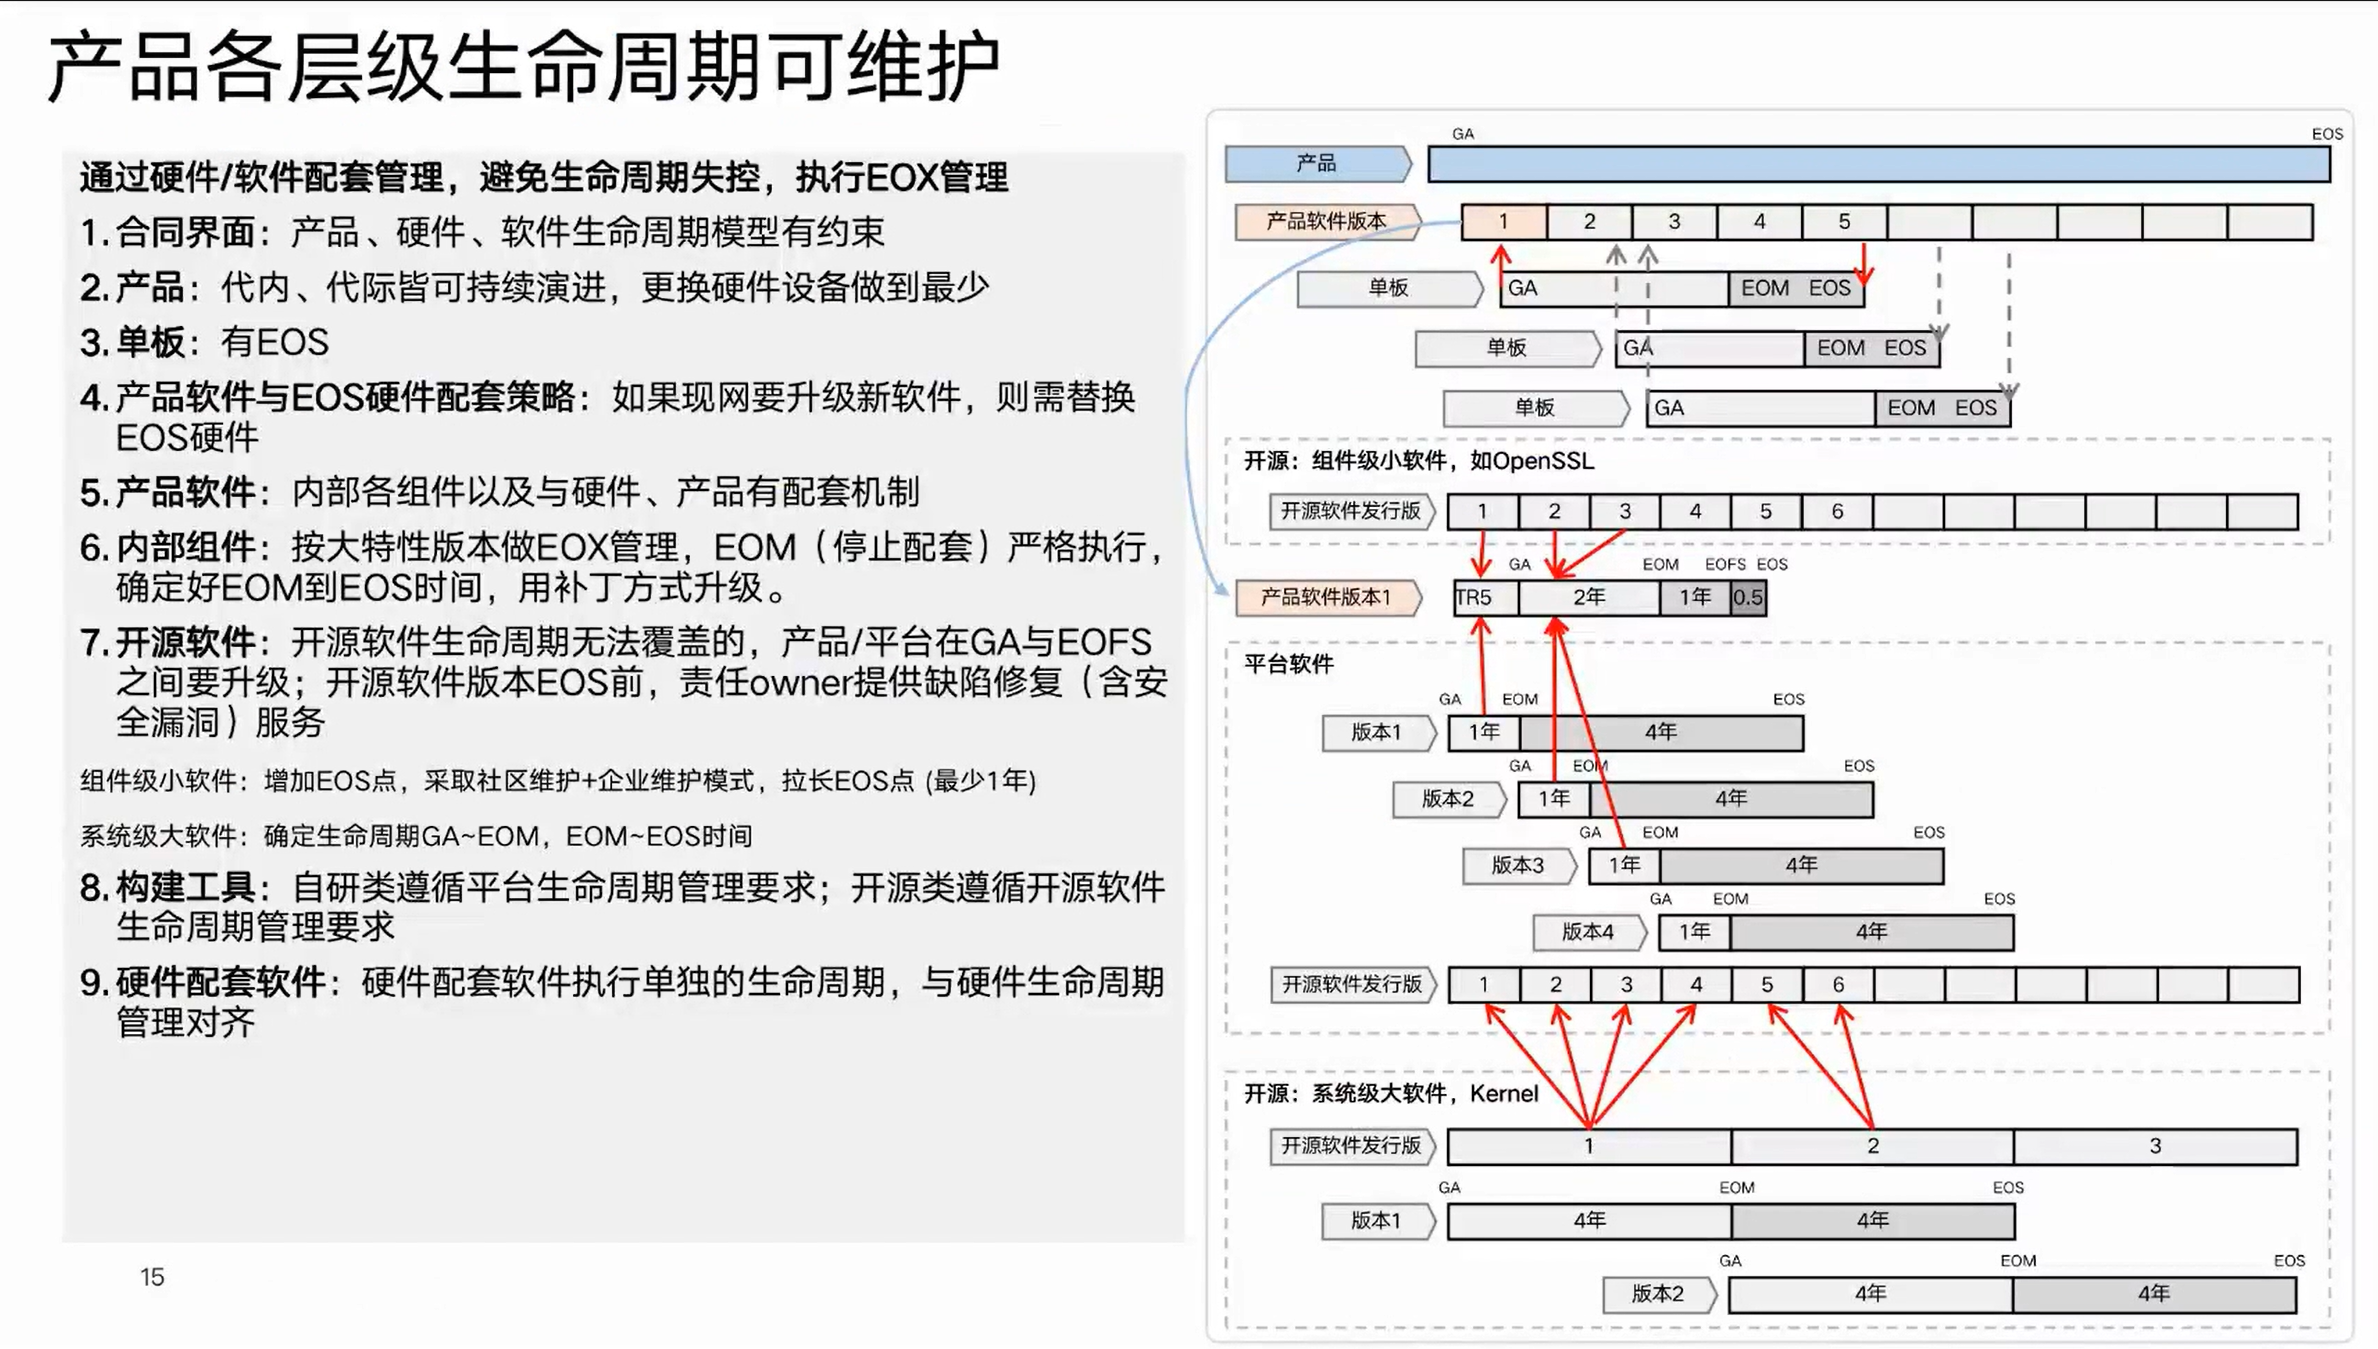 产品各层级生命周期可维护
通过硬件/软件配套管理，避免生命周期失控，执行EOX管理
1. 合同界面：产品、硬件、软件生命周期模型有约束
2. 产品：代内、代际皆可持续演进，更换硬件设备做到最少
3. 单板：有EOS
4. 产品软件与EOS硬件配套策略：如果现网要升级新软件，则需替换
EOS硬件
5. 产品软件：内部各组件以及与硬件、产品有配套机制
6. 内部组件：按大特性版本做EOX管理，EOM（停止配套）严格执行，
确定好EOM到EOS时间，用补丁方式升级。
7. 开源软件：开源软件生命周期无法覆盖的，产品/平台在GA与EOFS
之间要升级；开源软件版本EOS前，责任owner提供缺陷修复（含安
全漏洞）服务
组件级小软件：增加EOS点，采取社区维护+企业维护模式，拉长EOS点 (最少1年)
系统级大软件：确定生命周期GA~EOM，EOM~EOS时间
8. 构建工具：自研类遵循平台生命周期管理要求；开源类遵循开源软件
生命周期管理要求
9. 硬件配套软件：硬件配套软件执行单独的生命周期，与硬件生命周期
管理对齐
15
GA EOS
产品
产品软件版本 1 2 3 4 5
单板 GA EOM EOS
单板 GA EOM EOS
单板 GA EOM EOS
开源：组件级小软件，如OpenSSL
开源软件发行版 1 2 3 4 5 6
GA EOM EOFS EOS
产品软件版本1 TR5 2年 1年 0.5
平台软件
GA EOM EOS
版本1 1年 4年
GA EOM EOS
版本2 1年 4年
GA EOM EOS
版本3 1年 4年
GA EOM EOS
版本4 1年 4年
开源软件发行版 1 2 3 4 5 6
开源：系统级大软件，Kernel
开源软件发行版 1 2 3
GA EOM EOS
版本1 4年 4年
GA EOM EOS
版本2 4年 4年